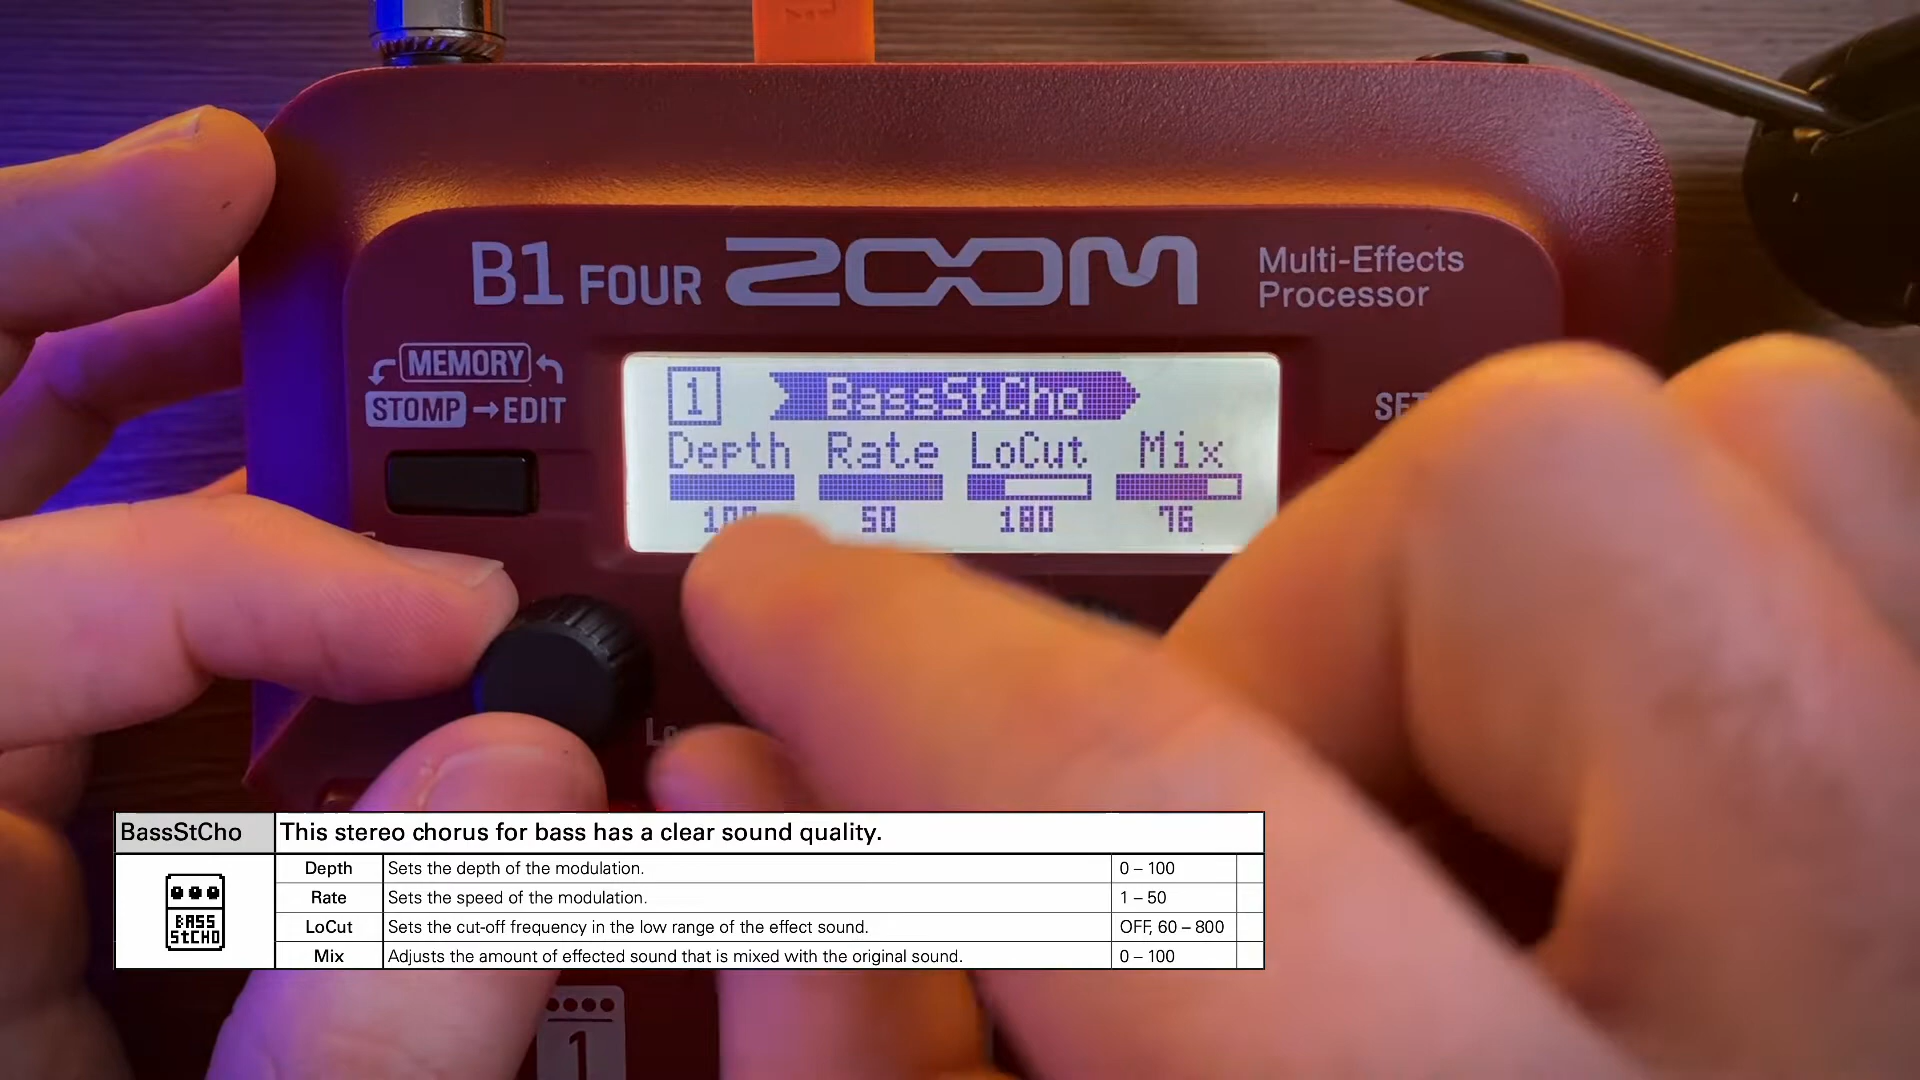 B1 FOUR ZOOM Multi-Effects
Processor
MEMORY
STOMP → EDIT
1 BassStCho
Depth Rate LoCut Mix
50 180 76
BassStCho This stereo chorus for bass has a clear sound quality.
Depth Sets the depth of the modulation. 0 – 100
Rate Sets the speed of the modulation. 1 – 50
LoCut Sets the cut-off frequency in the low range of the effect sound. OFF, 60 – 800
Mix Adjusts the amount of effected sound that is mixed with the original sound. 0 – 100
BASS
StCHO
1